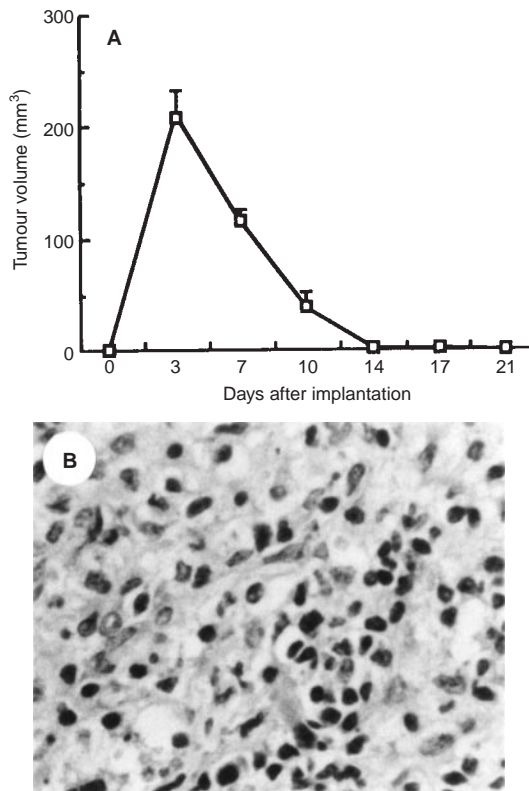 300
A
200
100
0
Tumour volume (mm³)
0 3 7 10 14 17 21
Days after implantation
B